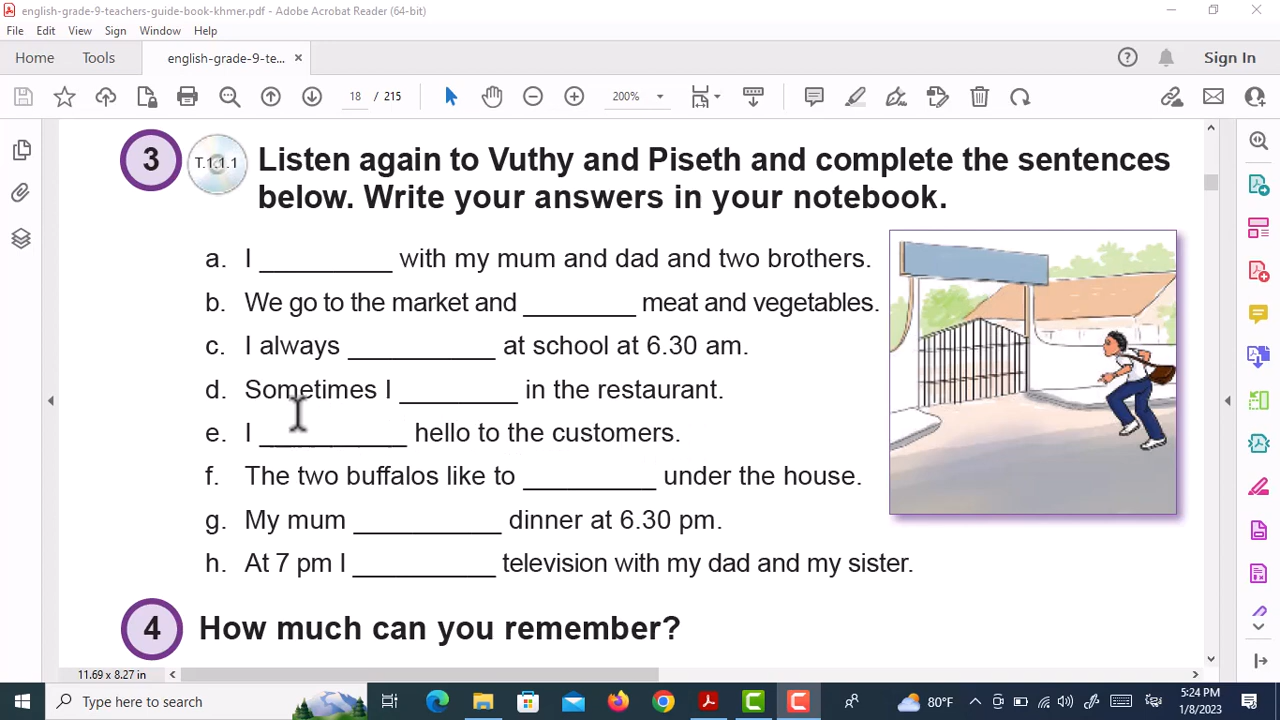 english-grade-9-teachers-guide-book-khmer.pdf - Adobe Acrobat Reader (64-bit)
File Edit View Sign Window Help
Home Tools english-grade-9-te... × Sign In
18 / 215 200%
3 T.1.1.1 Listen again to Vuthy and Piseth and complete the sentences
below. Write your answers in your notebook.
a. I _________ with my mum and dad and two brothers.
b. We go to the market and ________ meat and vegetables.
c. I always __________ at school at 6.30 am.
d. Sometimes I ________ in the restaurant.
e. I __________ hello to the customers.
f. The two buffalos like to _________ under the house.
g. My mum __________ dinner at 6.30 pm.
h. At 7 pm I __________ television with my dad and my sister.
4 How much can you remember?
11.69 x 8.27 in
Type here to search
80°F
5:24 PM
1/8/2023